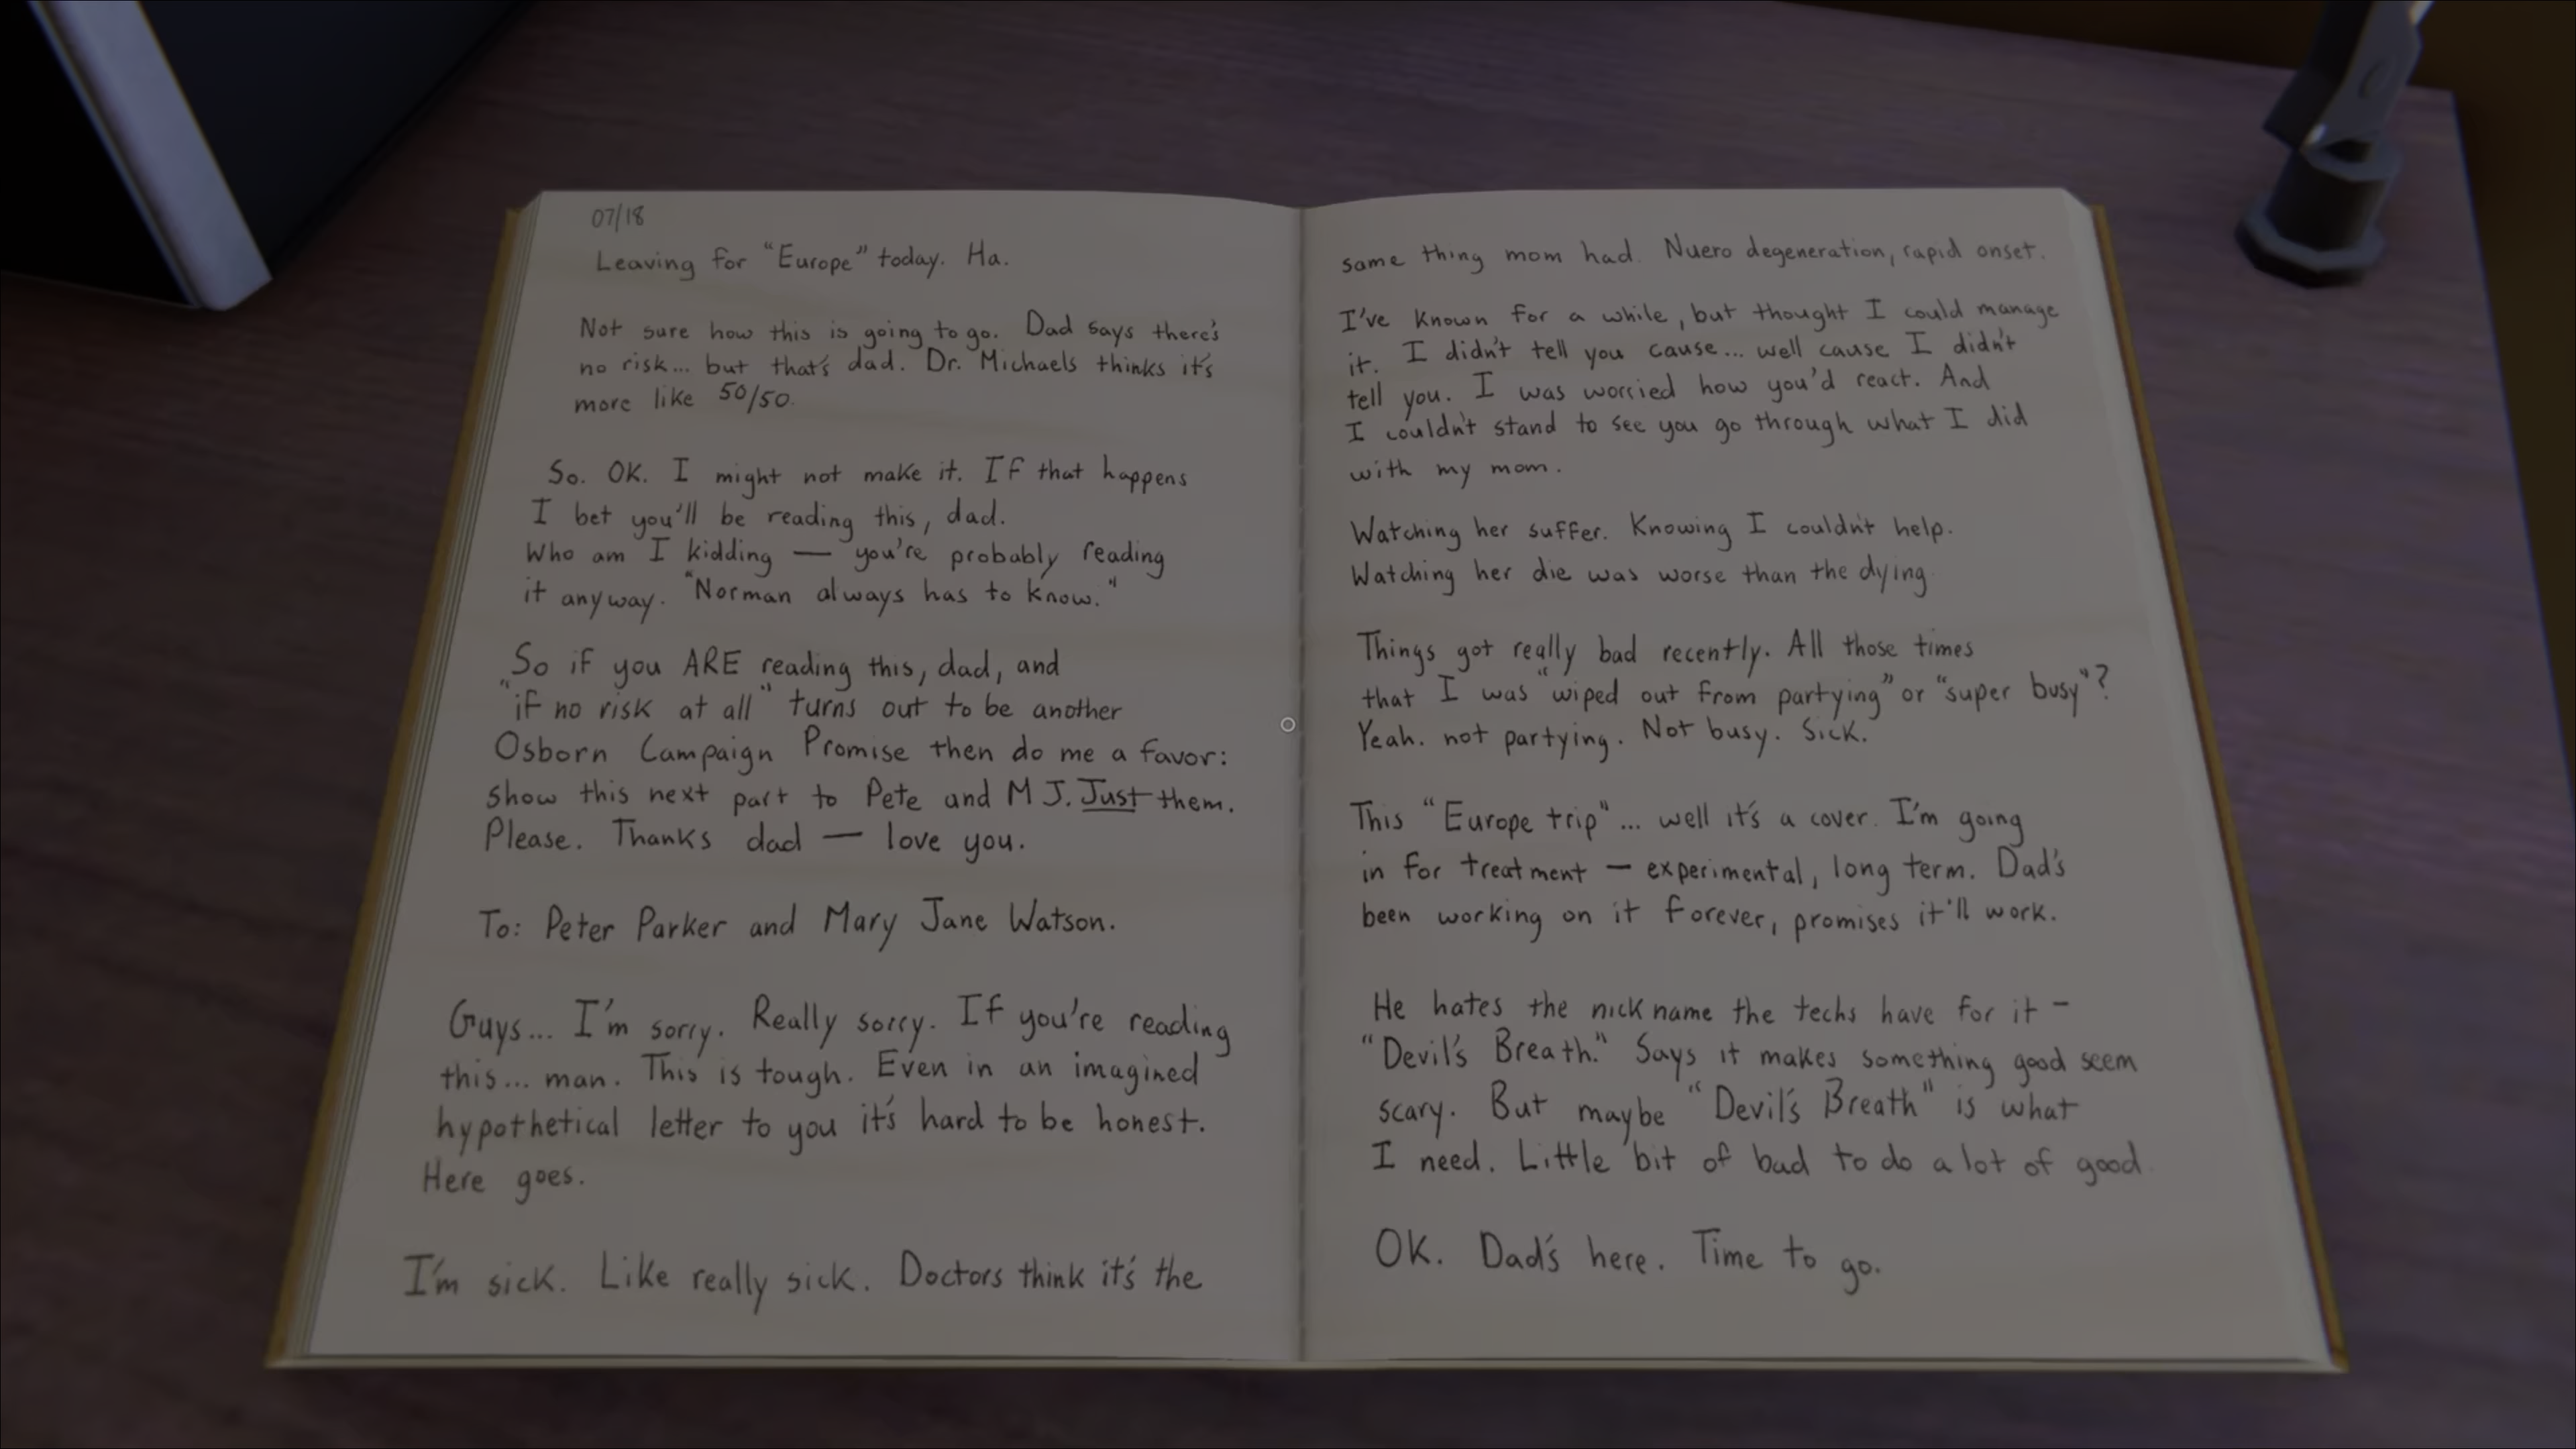 07/18
Leaving for "Europe" today. Ha.
Not sure how this is going to go. Dad says there's
no risk... but that's dad. Dr. Michaels thinks it's
more like 50/50.
So. OK. I might not make it. If that happens
I bet you'll be reading this, dad.
Who am I kidding — you're probably reading
it anyway. "Norman always has to know."
So if you ARE reading this, dad, and
"if no risk at all" turns out to be another
Osborn Campaign Promise then do me a favor:
show this next part to Pete and MJ. Just them.
Please. Thanks dad — love you.
To: Peter Parker and Mary Jane Watson.
Guys... I'm sorry. Really sorry. If you're reading
this... man. This is tough. Even in an imagined
hypothetical letter to you it's hard to be honest.
Here goes.
I'm sick. Like really sick. Doctors think it's the
same thing mom had. Nuero degeneration, rapid onset.
I've known for a while, but thought I could manage
it. I didn't tell you cause... well cause I didn't
tell you. I was worried how you'd react. And
I couldn't stand to see you go through what I did
with my mom.
Watching her suffer. Knowing I couldn't help.
Watching her die was worse than the dying
Things got really bad recently. All those times
that I was "wiped out from partying" or "super busy"?
Yeah. not partying. Not busy. Sick.
This "Europe trip"... well it's a cover. I'm going
in for treatment — experimental, long term. Dad's
been working on it forever, promises it'll work.
He hates the nickname the techs have for it -
"Devil's Breath." Says it makes something good seem
scary. But maybe "Devil's Breath" is what
I need. Little bit of bad to do a lot of good.
OK. Dad's here. Time to go.